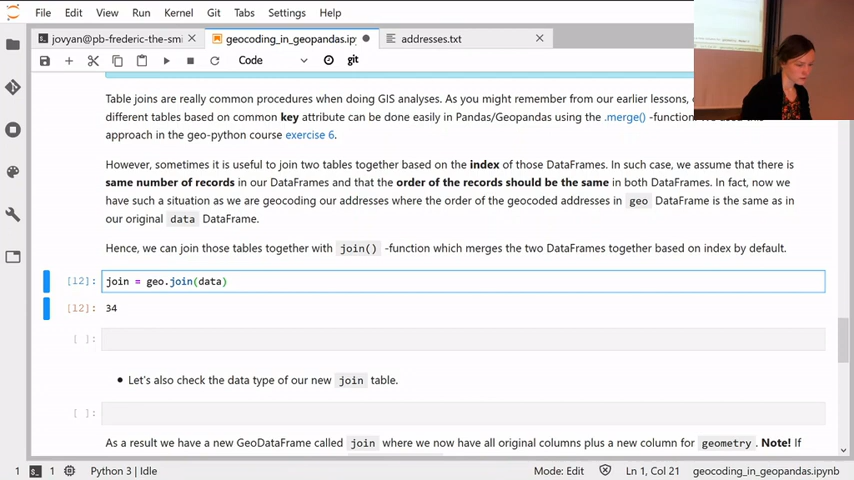 File Edit View Run Kernel Git Tabs Settings Help
jovyan@pb-frederic-the-smi
geocoding_in_geopandas.ipy
addresses.txt
Code
git
Table joins are really common procedures when doing GIS analyses. As you might remember from our earlier lessons,
different tables based on common key attribute can be done easily in Pandas/Geopandas using the .merge() -function.
approach in the geo-python course exercise 6.
However, sometimes it is useful to join two tables together based on the index of those DataFrames. In such case, we assume that there is
same number of records in our DataFrames and that the order of the records should be the same in both DataFrames. In fact, now we
have such a situation as we are geocoding our addresses where the order of the geocoded addresses in geo DataFrame is the same as in
our original data DataFrame.
Hence, we can join those tables together with join() -function which merges the two DataFrames together based on index by default.
[12]: join = geo.join(data)
[12]: 34
[ ]:
• Let's also check the data type of our new join table.
[ ]:
As a result we have a new GeoDataFrame called join where we now have all original columns plus a new column for geometry . Note! If
1 1 Python 3 | Idle Mode: Edit Ln 1, Col 21 geocoding_in_geopandas.ipynb